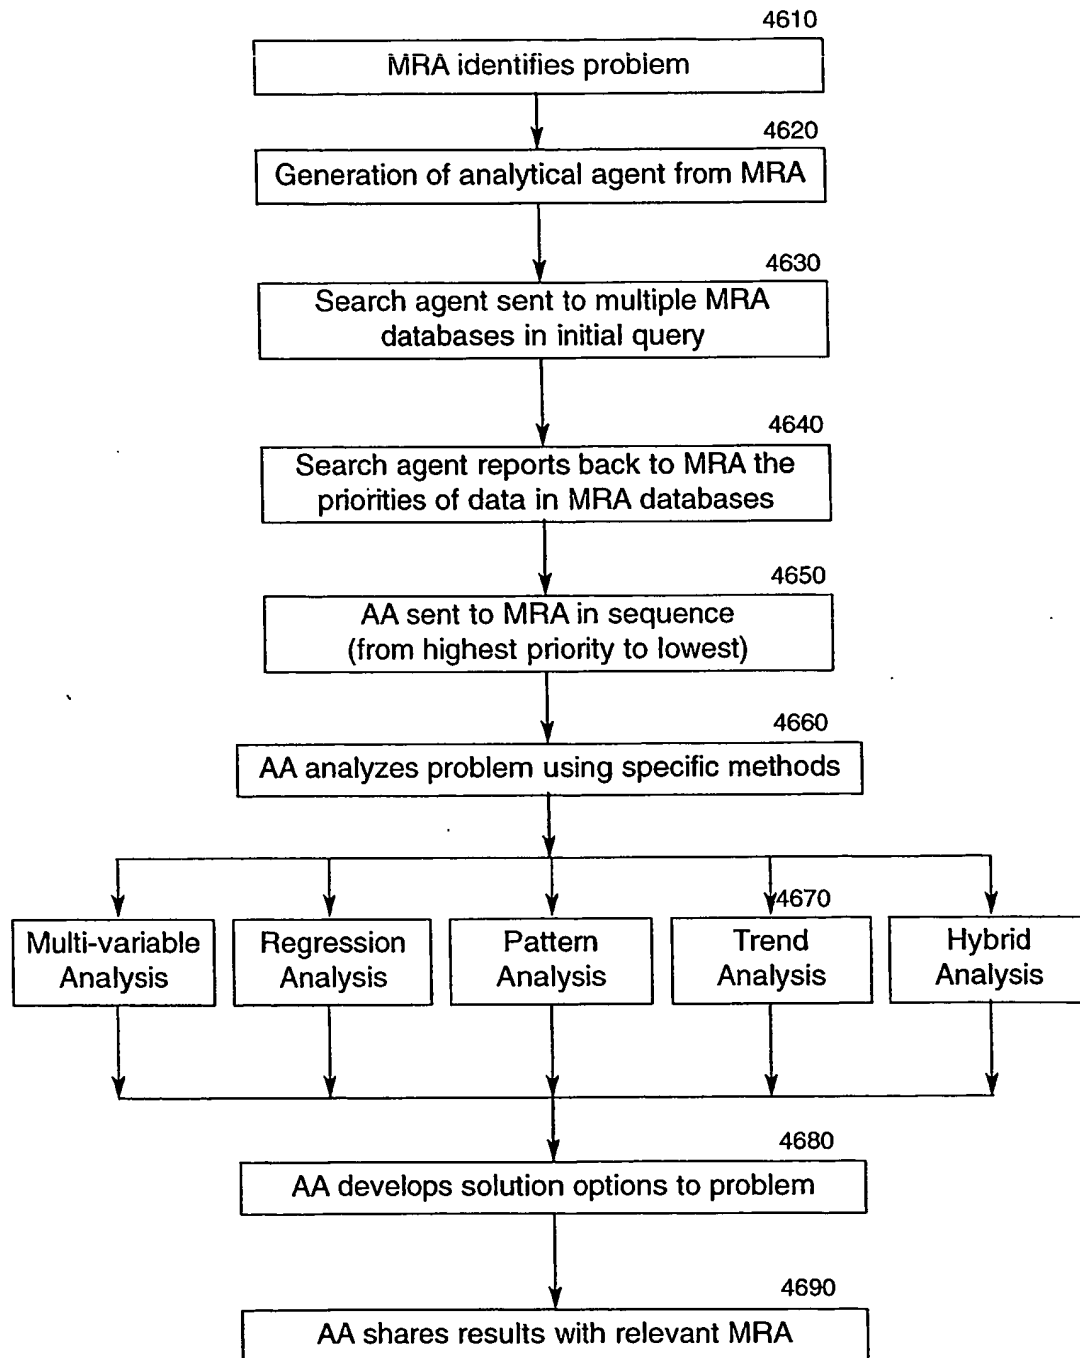 4610
MRA identifies problem
4620
Generation of analytical agent from MRA
4630
Search agent sent to multiple MRA
databases in initial query
4640
Search agent reports back to MRA the
priorities of data in MRA databases
4650
AA sent to MRA in sequence
(from highest priority to lowest)
4660
AA analyzes problem using specific methods
4670
Multi-variable
Analysis
Regression
Analysis
Pattern
Analysis
Trend
Analysis
Hybrid
Analysis
4680
AA develops solution options to problem
4690
AA shares results with relevant MRA